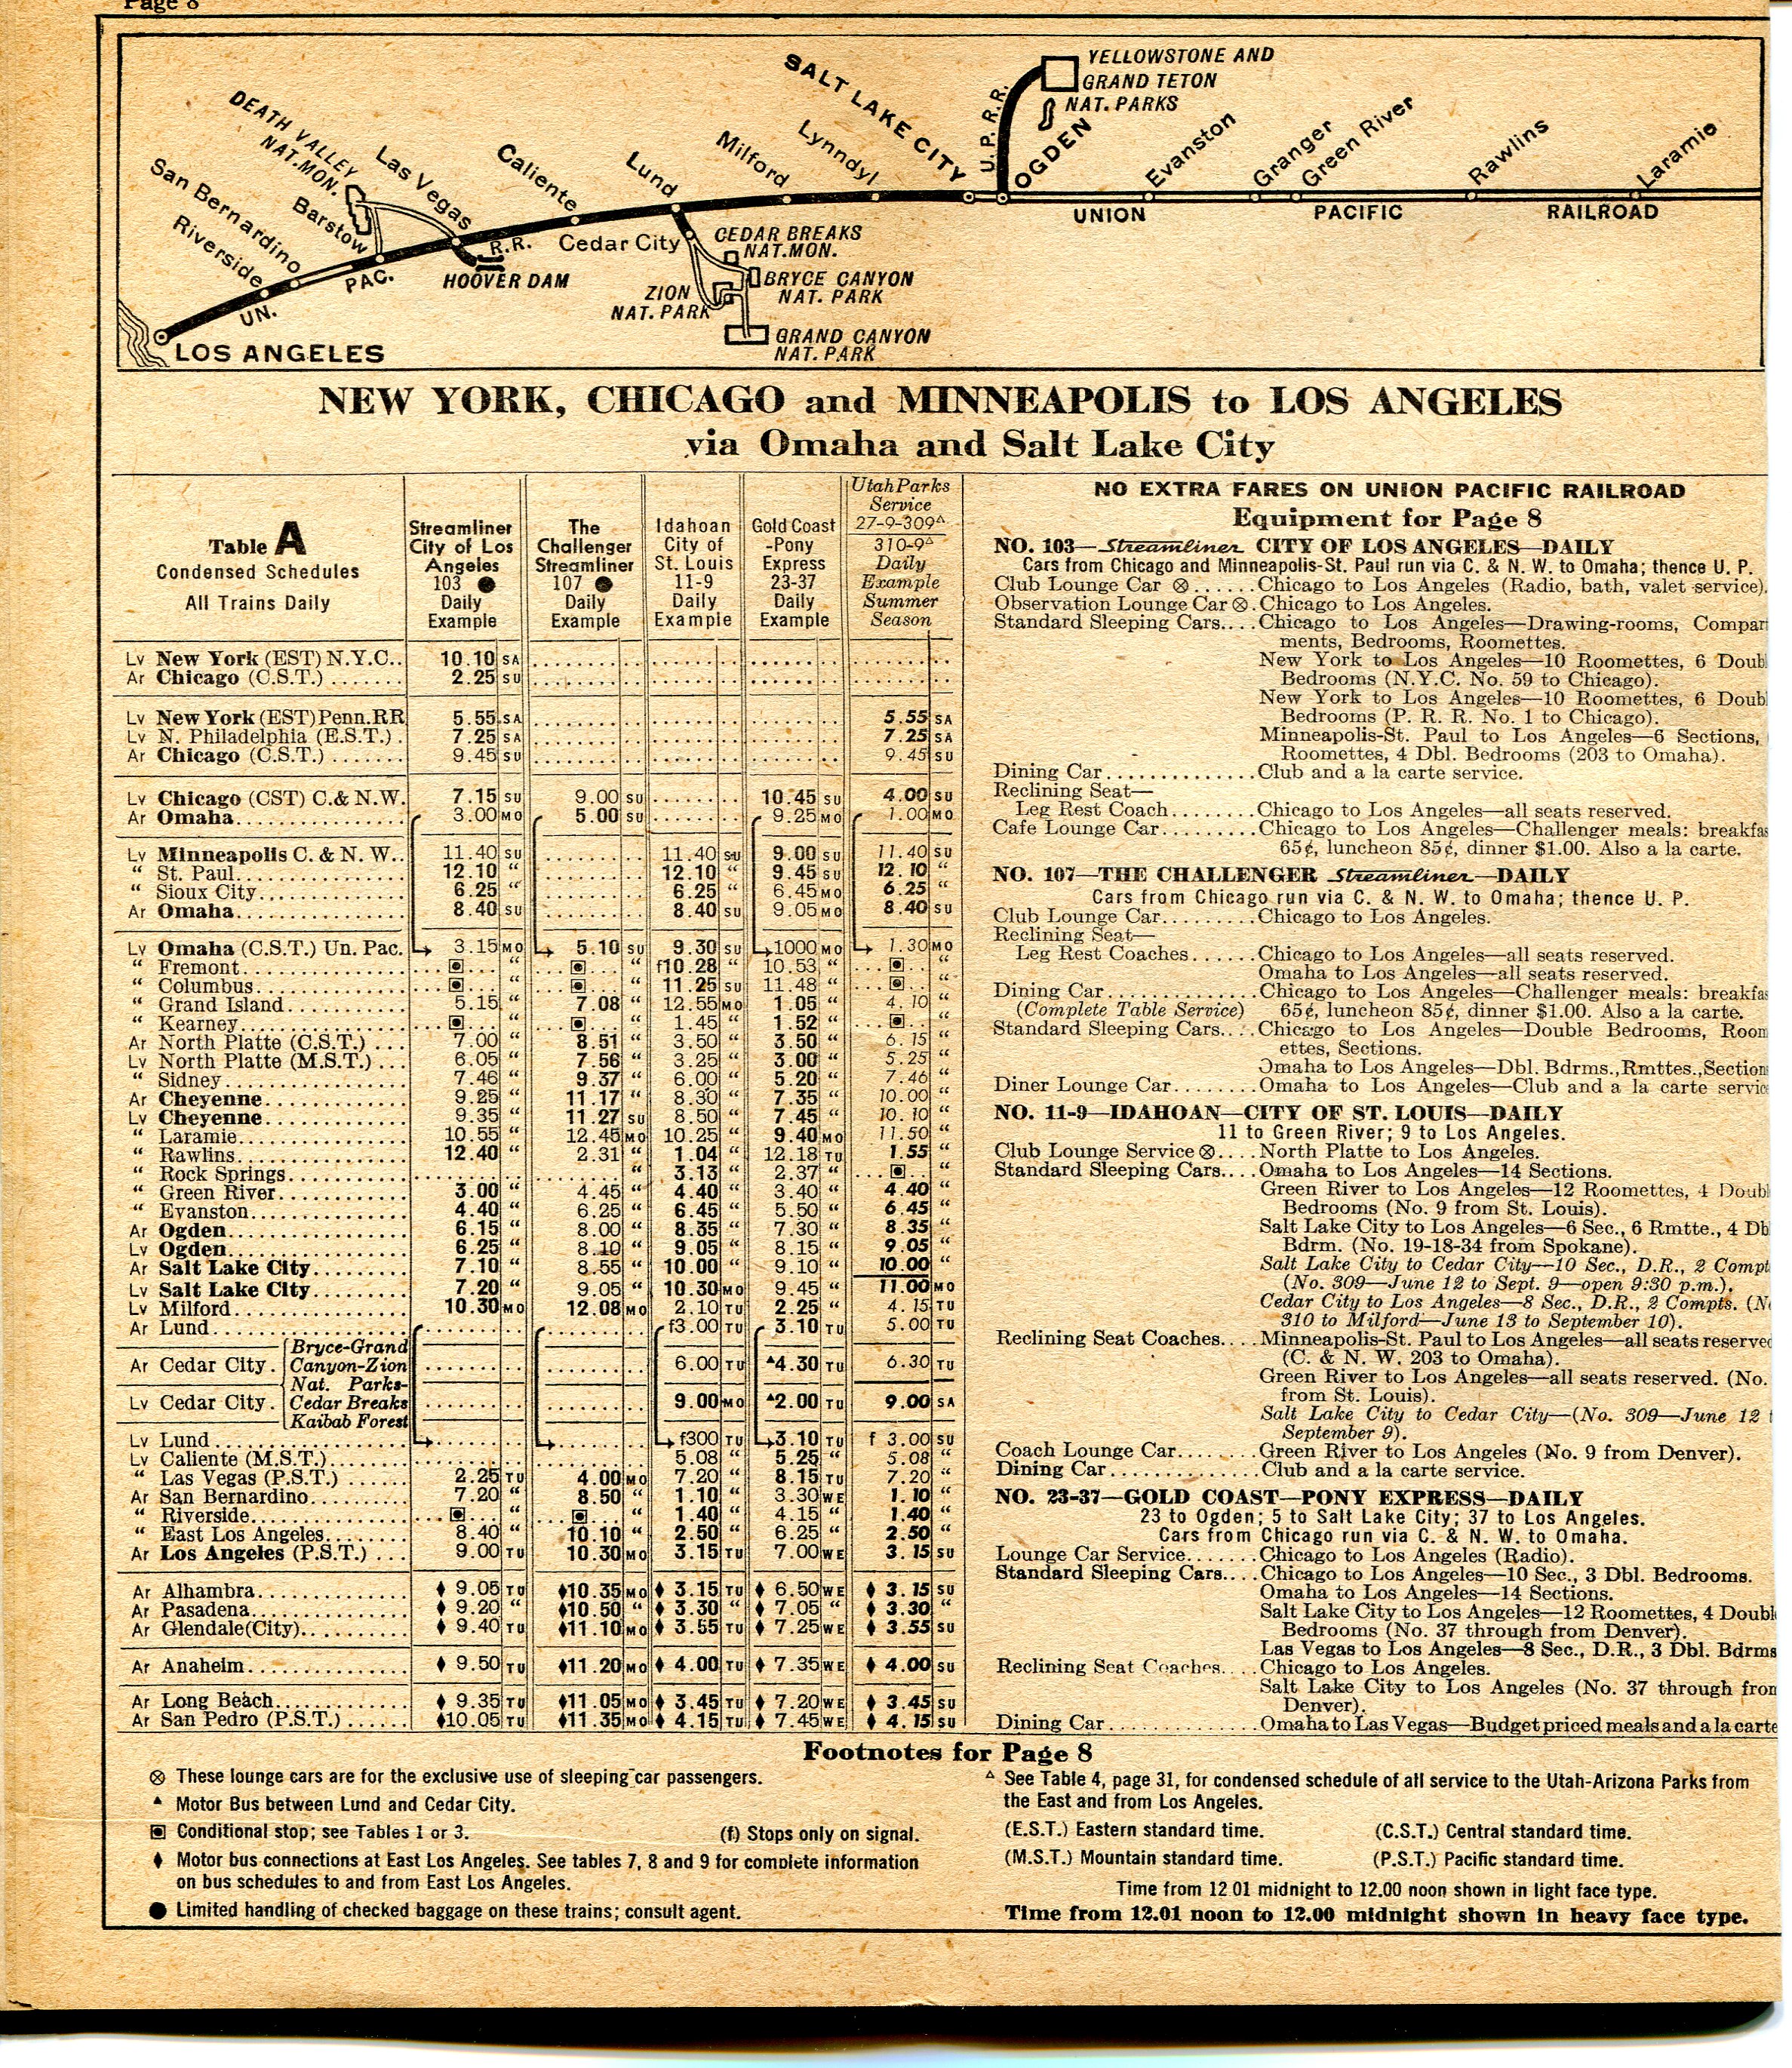 Page 8
YELLOWSTONE AND
GRAND TETON
NAT. PARKS
SALT LAKE CITY
U. P. R.R.
OGDEN
DEATH VALLEY
NAT. MON.
San Bernardino
Riverside
Barstow
Las Vegas
Caliente
Lund
Milford
Lynndyl
Evanston
Granger
Green River
Rawlins
Laramie
UNION PACIFIC RAILROAD
UN. PAC. R.R.
Cedar City
CEDAR BREAKS
NAT. MON.
HOOVER DAM
ZION
NAT. PARK
BRYCE CANYON
NAT. PARK
GRAND CANYON
NAT. PARK
LOS ANGELES
NEW YORK, CHICAGO and MINNEAPOLIS to LOS ANGELES
via Omaha and Salt Lake City
Table A
Condensed Schedules
All Trains Daily
Streamliner
City of Los
Angeles
103 ●
Daily
Example
The
Challenger
Streamliner
107 ●
Daily
Example
Idahoan
City of
St. Louis
11-9
Daily
Example
Gold Coast
-Pony
Express
23-37
Daily
Example
Utah Parks
Service
27-9-309△
310-9△
Daily
Example
Summer
Season
Lv New York (EST) N.Y.C.. 10.10 SA
Ar Chicago (C.S.T.) ....... 2.25 SU
Lv New York (EST) Penn.RR 5.55 SA 5.55 SA
Lv N. Philadelphia (E.S.T.) . 7.25 SA 7.25 SA
Ar Chicago (C.S.T.) ....... 9.45 SU 9.45 SU
Lv Chicago (CST) C.& N.W. 7.15 SU 9.00 SU 10.45 SU 4.00 SU
Ar Omaha 3.00 MO 5.00 SU 9.25 MO 1.00 MO
Lv Minneapolis C. & N. W.. 11.40 SU 11.40 SU 9.00 SU 11.40 SU
“ St. Paul 12.10 “ 12.10 “ 9.45 SU 12.10 “
“ Sioux City 6.25 “ 6.25 “ 6.45 MO 6.25 “
Ar Omaha 8.40 SU 8.40 SU 9.05 MO 8.40 SU
Lv Omaha (C.S.T.) Un. Pac. 3.15 MO 5.10 SU 9.30 SU 1000 MO 1.30 MO
“ Fremont ▣ “ ▣ “ f10.28 “ 10.53 “ ▣ “
“ Columbus ▣ “ ▣ “ 11.25 SU 11.48 “ ▣ “
“ Grand Island 5.15 “ 7.08 “ 12.55 MO 1.05 “ 4.10 “
“ Kearney ▣ “ ▣ “ 1.45 “ 1.52 “ ▣ “
Ar North Platte (C.S.T.) ... 7.00 “ 8.51 “ 3.50 “ 3.50 “ 6.15 “
Lv North Platte (M.S.T.) ... 6.05 “ 7.56 “ 3.25 “ 3.00 “ 5.25 “
“ Sidney 7.46 “ 9.37 “ 6.00 “ 5.20 “ 7.46 “
Ar Cheyenne 9.25 “ 11.17 “ 8.30 “ 7.35 “ 10.00 “
Lv Cheyenne 9.35 “ 11.27 SU 8.50 “ 7.45 “ 10.10 “
“ Laramie 10.55 “ 12.45 MO 10.25 “ 9.40 MO 11.50 “
“ Rawlins 12.40 “ 2.31 “ 1.04 “ 12.18 TU 1.55 “
“ Rock Springs “ 3.13 “ 2.37 “ ▣ “
“ Green River 3.00 “ 4.45 “ 4.40 “ 3.40 “ 4.40 “
“ Evanston 4.40 “ 6.25 “ 6.45 “ 5.50 “ 6.45 “
Ar Ogden 6.15 “ 8.00 “ 8.35 “ 7.30 “ 8.35 “
Lv Ogden 6.25 “ 8.10 “ 9.05 “ 8.15 “ 9.05 “
Ar Salt Lake City 7.10 “ 8.55 “ 10.00 “ 9.10 “ 10.00 “
Lv Salt Lake City 7.20 “ 9.05 “ 10.30 MO 9.45 “ 11.00 MO
Lv Milford 10.30 MO 12.08 MO 2.10 TU 2.25 “ 4.15 TU
Ar Lund f3.00 TU 3.10 TU 5.00 TU
Bryce-Grand
Ar Cedar City. Canyon-Zion 6.00 TU ▲4.30 TU 6.30 TU
Nat. Parks-
Lv Cedar City. Cedar Breaks 9.00 MO ▲2.00 TU 9.00 SA
Kaibab Forest
Lv Lund f300 TU 3.10 TU f 3.00 SU
Lv Caliente (M.S.T.) 5.08 “ 5.25 “ 5.08 “
“ Las Vegas (P.S.T.) 2.25 TU 4.00 MO 7.20 “ 8.15 TU 7.20 “
Ar San Bernardino 7.20 “ 8.50 “ 1.10 “ 3.30 WE 1.10 “
“ Riverside ▣ “ ▣ “ 1.40 “ 4.15 “ 1.40 “
“ East Los Angeles 8.40 “ 10.10 “ 2.50 “ 6.25 “ 2.50 “
Ar Los Angeles (P.S.T.) ... 9.00 TU 10.30 MO 3.15 TU 7.00 WE 3.15 SU
Ar Alhambra ♦ 9.05 TU ♦10.35 MO ♦ 3.15 TU ♦ 6.50 WE ♦ 3.15 SU
Ar Pasadena ♦ 9.20 “ ♦10.50 “ ♦ 3.30 “ ♦ 7.05 “ ♦ 3.30 “
Ar Glendale(City) ♦ 9.40 TU ♦11.10 MO ♦ 3.55 TU ♦ 7.25 WE ♦ 3.55 SU
Ar Anaheim ♦ 9.50 TU ♦11.20 MO ♦ 4.00 TU ♦ 7.35 WE ♦ 4.00 SU
Ar Long Beach ♦ 9.35 TU ♦11.05 MO ♦ 3.45 TU ♦ 7.20 WE ♦ 3.45 SU
Ar San Pedro (P.S.T.) ♦10.05 TU ♦11.35 MO ♦ 4.15 TU ♦ 7.45 WE ♦ 4.15 SU
NO EXTRA FARES ON UNION PACIFIC RAILROAD
Equipment for Page 8
NO. 103—Streamliner CITY OF LOS ANGELES—DAILY
Cars from Chicago and Minneapolis-St. Paul run via C. & N. W. to Omaha; thence U. P.
Club Lounge Car ⊗......Chicago to Los Angeles (Radio, bath, valet service).
Observation Lounge Car ⊗.Chicago to Los Angeles.
Standard Sleeping Cars....Chicago to Los Angeles—Drawing-rooms, Compart
ments, Bedrooms, Roomettes.
New York to Los Angeles—10 Roomettes, 6 Doubl
Bedrooms (N.Y.C. No. 59 to Chicago).
New York to Los Angeles—10 Roomettes, 6 Doubl
Bedrooms (P. R. R. No. 1 to Chicago).
Minneapolis-St. Paul to Los Angeles—6 Sections,
Roomettes, 4 Dbl. Bedrooms (203 to Omaha).
Dining Car..............Club and a la carte service.
Reclining Seat—
Leg Rest Coach........Chicago to Los Angeles—all seats reserved.
Cafe Lounge Car.........Chicago to Los Angeles—Challenger meals: breakfas
65¢, luncheon 85¢, dinner $1.00. Also a la carte.
NO. 107—THE CHALLENGER Streamliner—DAILY
Cars from Chicago run via C. & N. W. to Omaha; thence U. P.
Club Lounge Car.........Chicago to Los Angeles.
Reclining Seat—
Leg Rest Coaches......Chicago to Los Angeles—all seats reserved.
Omaha to Los Angeles—all seats reserved.
Dining Car..............Chicago to Los Angeles—Challenger meals: breakfas
(Complete Table Service) 65¢, luncheon 85¢, dinner $1.00. Also a la carte.
Standard Sleeping Cars....Chicago to Los Angeles—Double Bedrooms, Room
ettes, Sections.
Omaha to Los Angeles—Dbl. Bdrms.,Rmttes.,Section
Diner Lounge Car........Omaha to Los Angeles—Club and a la carte servic
NO. 11-9—IDAHOAN—CITY OF ST. LOUIS—DAILY
11 to Green River; 9 to Los Angeles.
Club Lounge Service ⊗....North Platte to Los Angeles.
Standard Sleeping Cars....Omaha to Los Angeles—14 Sections.
Green River to Los Angeles—12 Roomettes, 4 Doubl
Bedrooms (No. 9 from St. Louis).
Salt Lake City to Los Angeles—6 Sec., 6 Rmtte., 4 Db
Bdrm. (No. 19-18-34 from Spokane).
Salt Lake City to Cedar City—10 Sec., D.R., 2 Compt
(No. 309—June 12 to Sept. 9—open 9:30 p.m.).
Cedar City to Los Angeles—8 Sec., D.R., 2 Compts. (N
310 to Milford—June 13 to September 10).
Reclining Seat Coaches....Minneapolis-St. Paul to Los Angeles—all seats reserved
(C. & N. W. 203 to Omaha).
Green River to Los Angeles—all seats reserved. (No.
from St. Louis).
Salt Lake City to Cedar City—(No. 309—June 12 t
September 9).
Coach Lounge Car........Green River to Los Angeles (No. 9 from Denver).
Dining Car..............Club and a la carte service.
NO. 23-37—GOLD COAST—PONY EXPRESS—DAILY
23 to Ogden; 5 to Salt Lake City; 37 to Los Angeles.
Cars from Chicago run via C. & N. W. to Omaha.
Lounge Car Service.......Chicago to Los Angeles (Radio).
Standard Sleeping Cars....Chicago to Los Angeles—10 Sec., 3 Dbl. Bedrooms.
Omaha to Los Angeles—14 Sections.
Salt Lake City to Los Angeles—12 Roomettes, 4 Doubl
Bedrooms (No. 37 through from Denver).
Las Vegas to Los Angeles—8 Sec., D.R., 3 Dbl. Bdrms
Reclining Seat Coaches....Chicago to Los Angeles.
Salt Lake City to Los Angeles (No. 37 through from
Denver).
Dining Car..............Omaha to Las Vegas—Budget priced meals and a la carte
Footnotes for Page 8
⊗ These lounge cars are for the exclusive use of sleeping car passengers.
▲ Motor Bus between Lund and Cedar City.
▣ Conditional stop; see Tables 1 or 3. (f) Stops only on signal.
♦ Motor bus connections at East Los Angeles. See tables 7, 8 and 9 for complete information
on bus schedules to and from East Los Angeles.
● Limited handling of checked baggage on these trains; consult agent.
△ See Table 4, page 31, for condensed schedule of all service to the Utah-Arizona Parks from
the East and from Los Angeles.
(E.S.T.) Eastern standard time. (C.S.T.) Central standard time.
(M.S.T.) Mountain standard time. (P.S.T.) Pacific standard time.
Time from 12 01 midnight to 12.00 noon shown in light face type.
Time from 12.01 noon to 12.00 midnight shown in heavy face type.